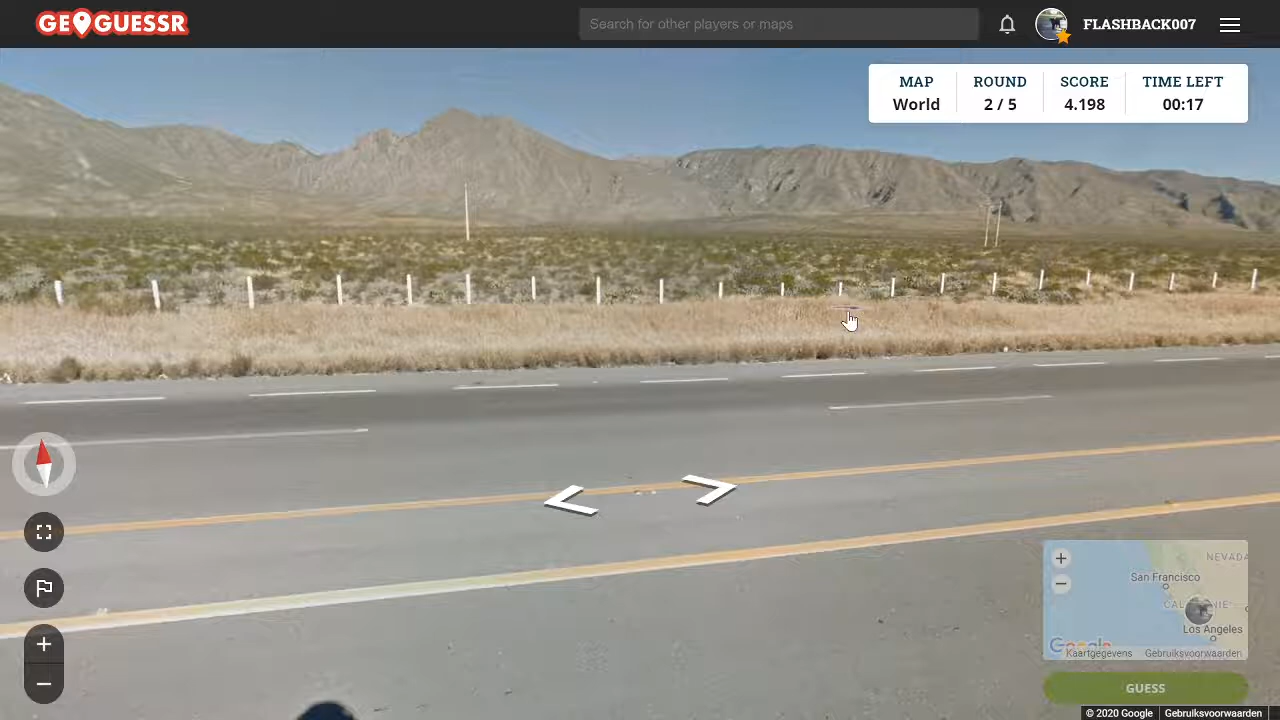 GEOGUESSR
Search for other players or maps
FLASHBACK007
MAP
World
ROUND
2 / 5
SCORE
4.198
TIME LEFT
00:17
NEVADA
San Francisco
Los Angeles
Google
Kaartgegevens
Gebruiksvoorwaarden
GUESS
© 2020 Google
Gebruiksvoorwaarden